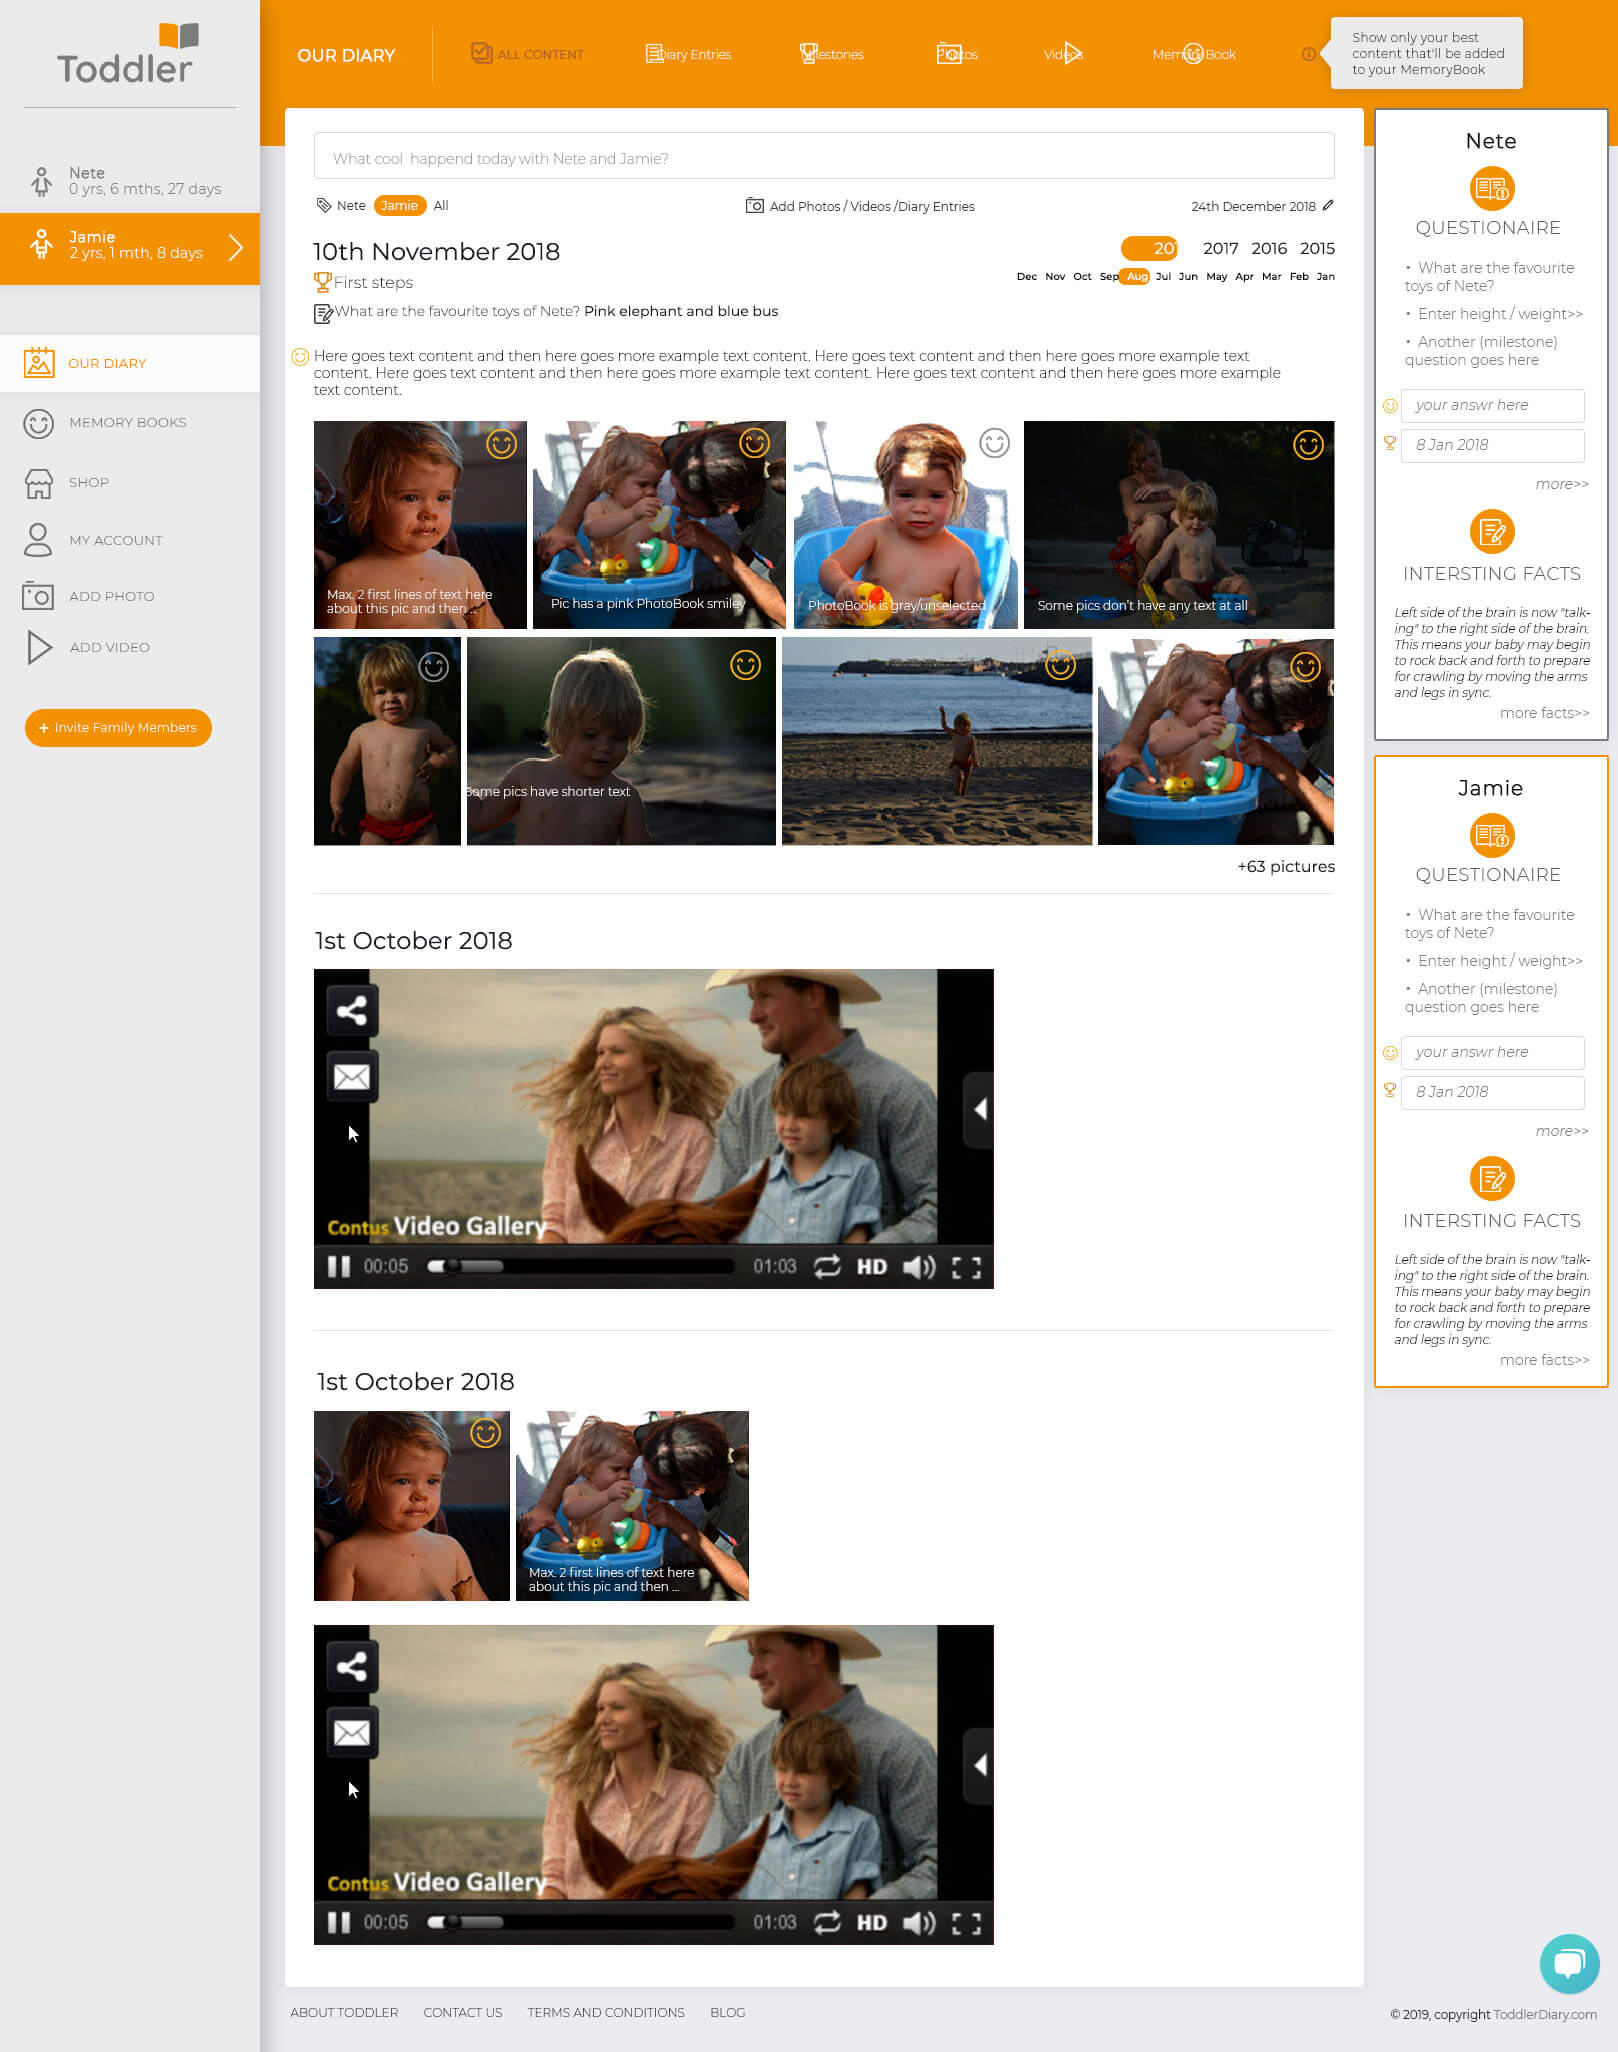 Toddler
Nete
0 yrs, 6 mths, 27 days
Jamie
2 yrs, 1 mth, 8 days
OUR DIARY
MEMORY BOOKS
SHOP
MY ACCOUNT
ADD PHOTO
ADD VIDEO
+ Invite Family Members
OUR DIARY
ALL CONTENT
Diary Entries
Milestones
Photos
Videos
Memory Book
Show only your best
content that'll be added
to your MemoryBook
What cool happend today with Nete and Jamie?
Nete Jamie All
Add Photos / Videos /Diary Entries
24th December 2018
10th November 2018
201 2017 2016 2015
Dec Nov Oct Sep Aug Jul Jun May Apr Mar Feb Jan
First steps
What are the favourite toys of Nete? Pink elephant and blue bus
Here goes text content and then here goes more example text content. Here goes text content and then here goes more example text
content. Here goes text content and then here goes more example text content. Here goes text content and then here goes more example
text content.
Max. 2 first lines of text here
about this pic and then ...
Pic has a pink PhotoBook smiley
PhotoBook is gray/unselected
Some pics don't have any text at all
Some pics have shorter text
+63 pictures
1st October 2018
Contus Video Gallery
00:05 01:03 HD
1st October 2018
Max. 2 first lines of text here
about this pic and then ...
Contus Video Gallery
00:05 01:03 HD
Nete
QUESTIONAIRE
• What are the favourite
toys of Nete?
• Enter height / weight>>
• Another (milestone)
question goes here
your answr here
8 Jan 2018
more>>
INTERSTING FACTS
Left side of the brain is now "talk-
ing" to the right side of the brain.
This means your baby may begin
to rock back and forth to prepare
for crawling by moving the arms
and legs in sync.
more facts>>
Jamie
QUESTIONAIRE
• What are the favourite
toys of Nete?
• Enter height / weight>>
• Another (milestone)
question goes here
your answr here
8 Jan 2018
more>>
INTERSTING FACTS
Left side of the brain is now "talk-
ing" to the right side of the brain.
This means your baby may begin
to rock back and forth to prepare
for crawling by moving the arms
and legs in sync.
more facts>>
ABOUT TODDLER CONTACT US TERMS AND CONDITIONS BLOG
© 2019, copyright ToddlerDiary.com